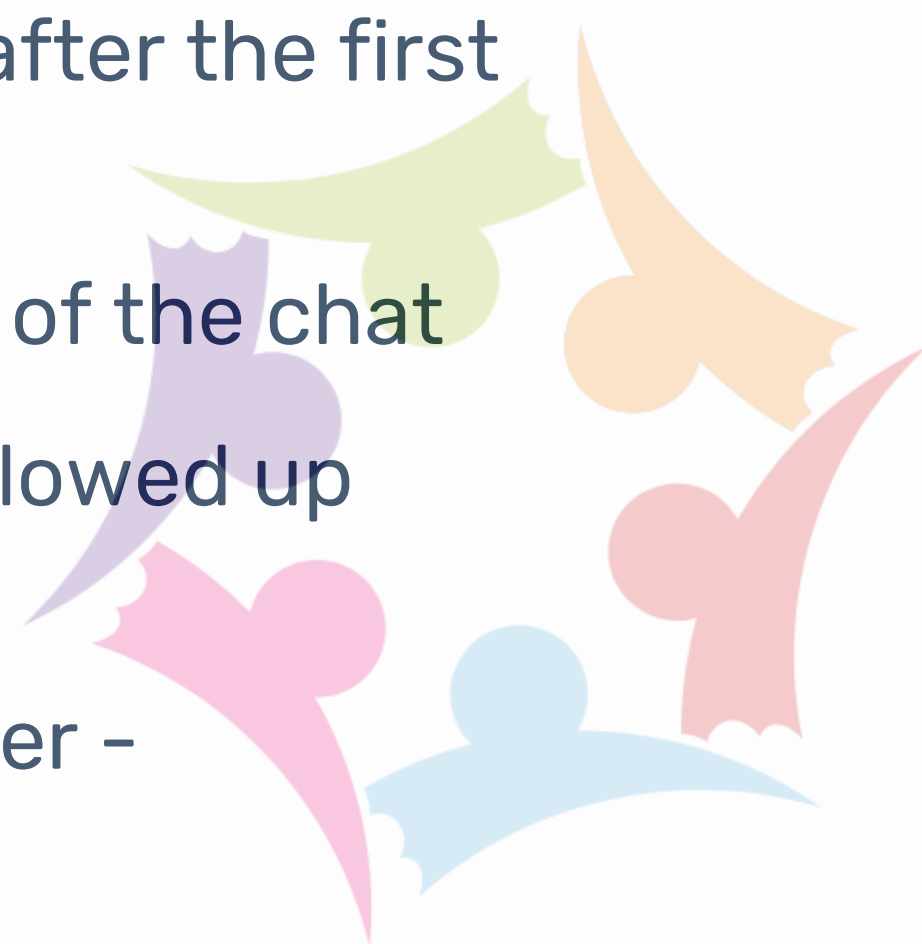 after the first
of the chat
lowed up
er -